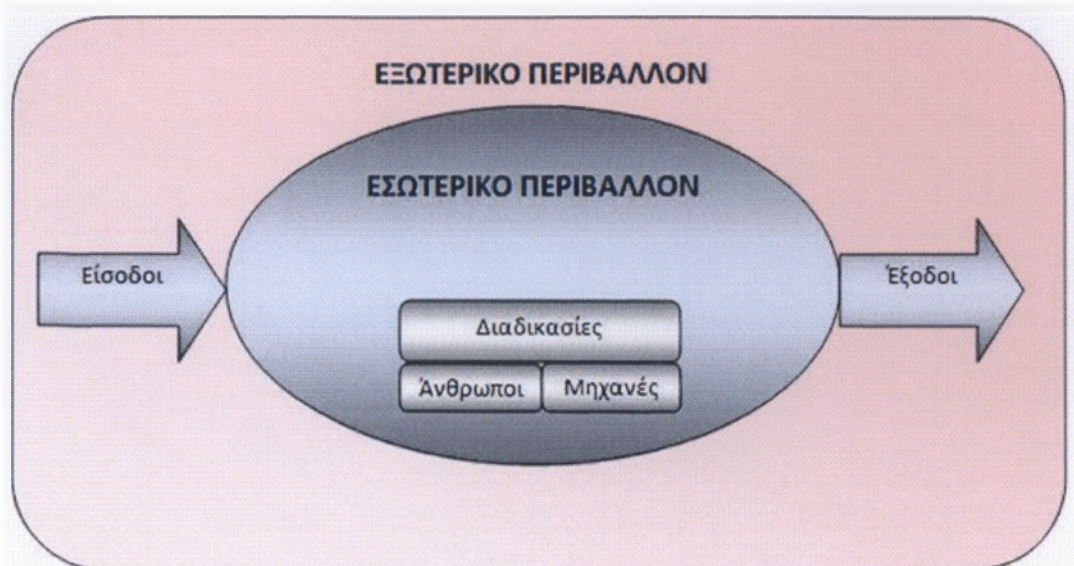 ΕΞΩΤΕΡΙΚΟ ΠΕΡΙΒΑΛΛΟΝ
ΕΣΩΤΕΡΙΚΟ ΠΕΡΙΒΑΛΛΟΝ
Είσοδοι
Έξοδοι
Διαδικασίες
Άνθρωποι
Μηχανές